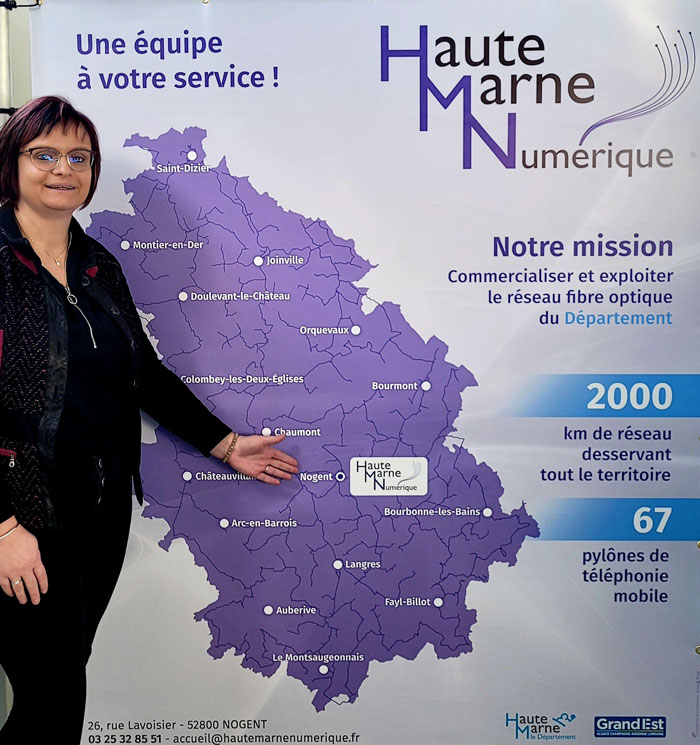 Une équipe
à votre service !
Haute
Marne
Numérique
Saint-Dizier
Montier-en-Der
Joinville
Doulevant-le-Château
Orquevaux
Colombey-les-Deux-Églises
Bourmont
Chaumont
Châteauvillain
Nogent
Haute
Marne
Numérique
Bourbonne-les-Bains
Arc-en-Barrois
Langres
Auberive
Fayl-Billot
Le Montsaugeonnais
Notre mission
Commercialiser et exploiter
le réseau fibre optique
du Département
2000
km de réseau
desservant
tout le territoire
67
pylônes de
téléphonie
mobile
26, rue Lavoisier - 52800 NOGENT
03 25 32 85 51 - accueil@hautemarnenumerique.fr
Haute
Marne
le Département
Grand Est
ALSACE CHAMPAGNE-ARDENNE LORRAINE